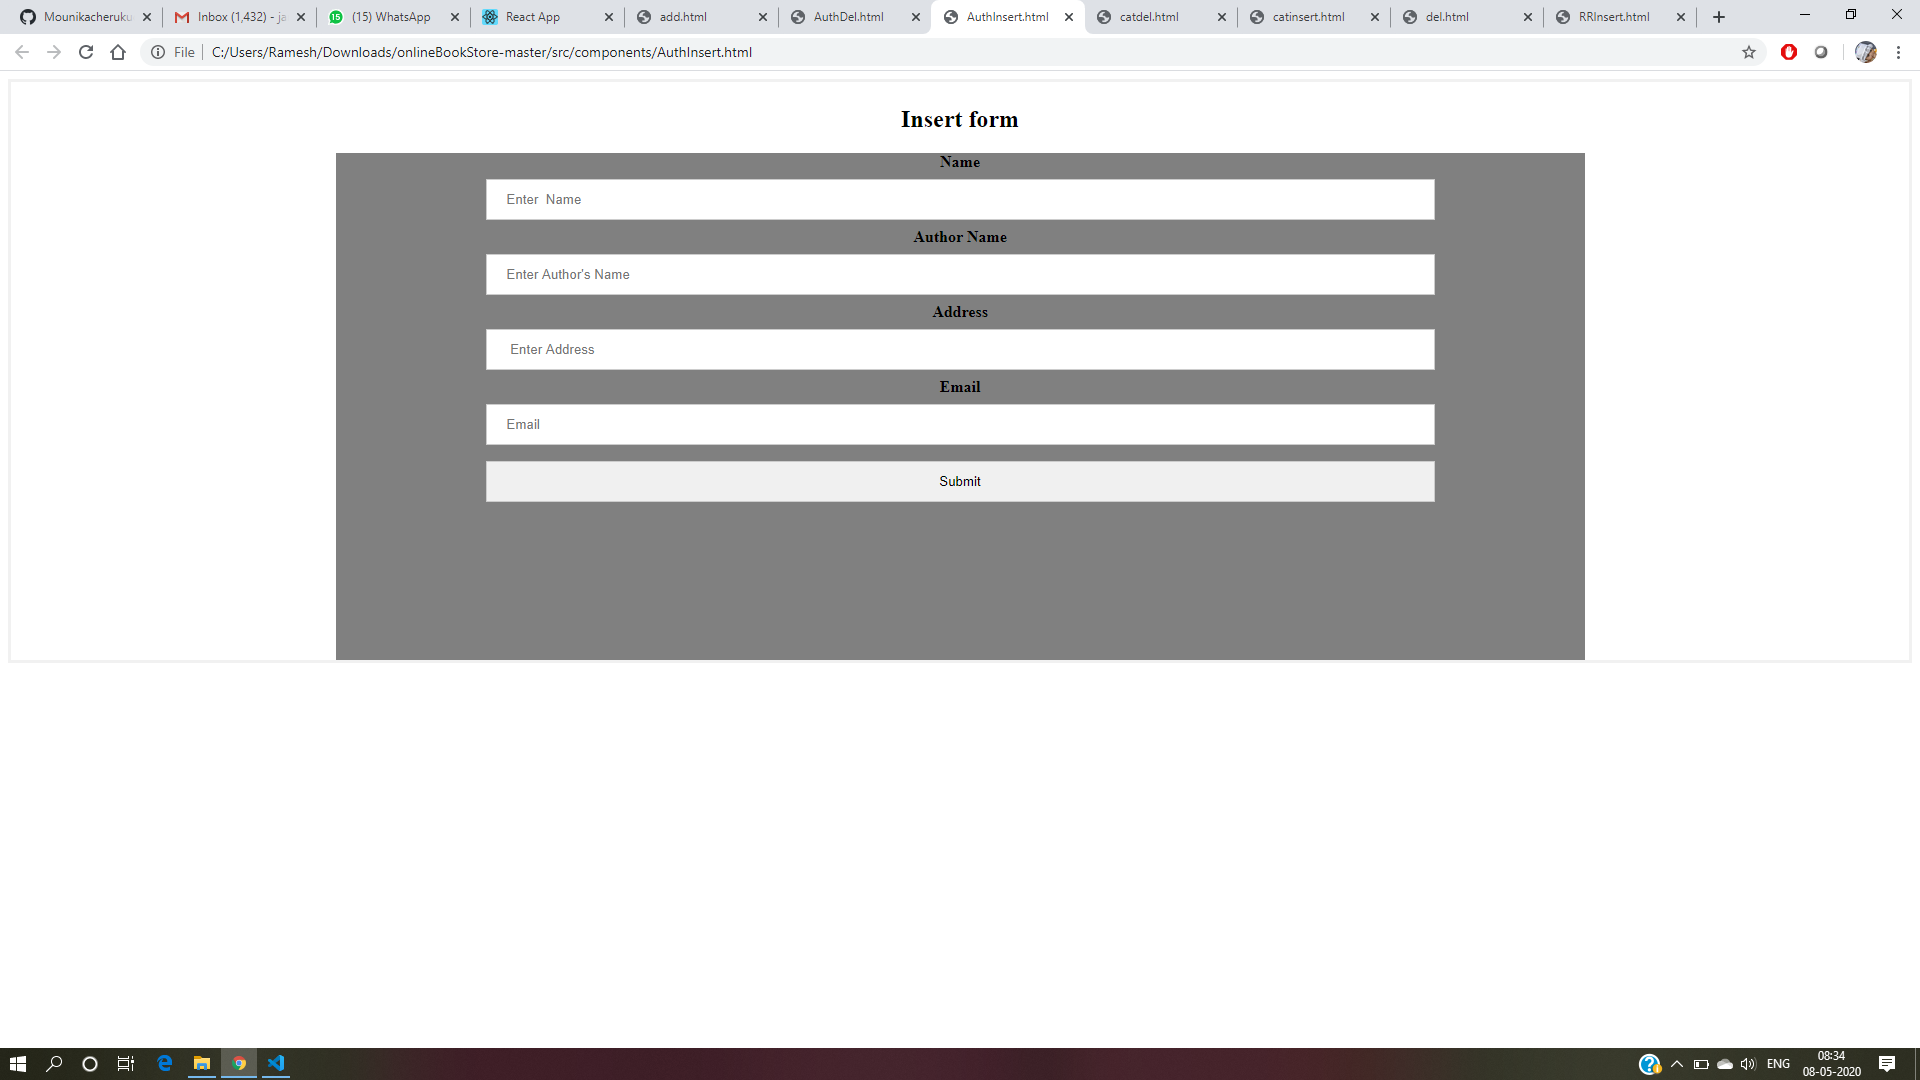 Mounikacheruku
Inbox (1,432) - ja
(15) WhatsApp
React App
add.html
AuthDel.html
AuthInsert.html
catdel.html
catinsert.html
del.html
RRInsert.html
File
C:/Users/Ramesh/Downloads/onlineBookStore-master/src/components/AuthInsert.html
Insert form
Name
Enter  Name
Author Name
Enter Author's Name
Address
Enter Address
Email
Email
Submit
ENG
08:34
08-05-2020